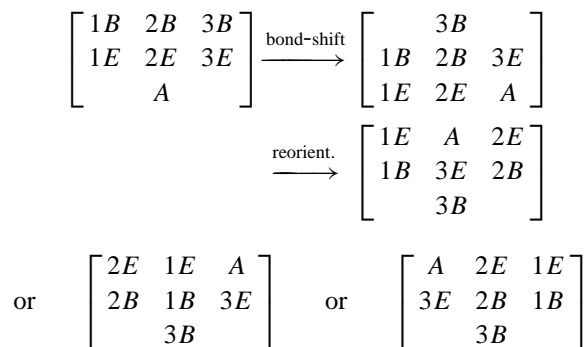 1B 2B 3B
1E 2E 3E
A
bond-shift
3B
1B 2B 3E
1E 2E A
reorient.
1E A 2E
1B 3E 2B
3B
or
2E 1E A
2B 1B 3E
3B
or
A 2E 1E
3E 2B 1B
3B